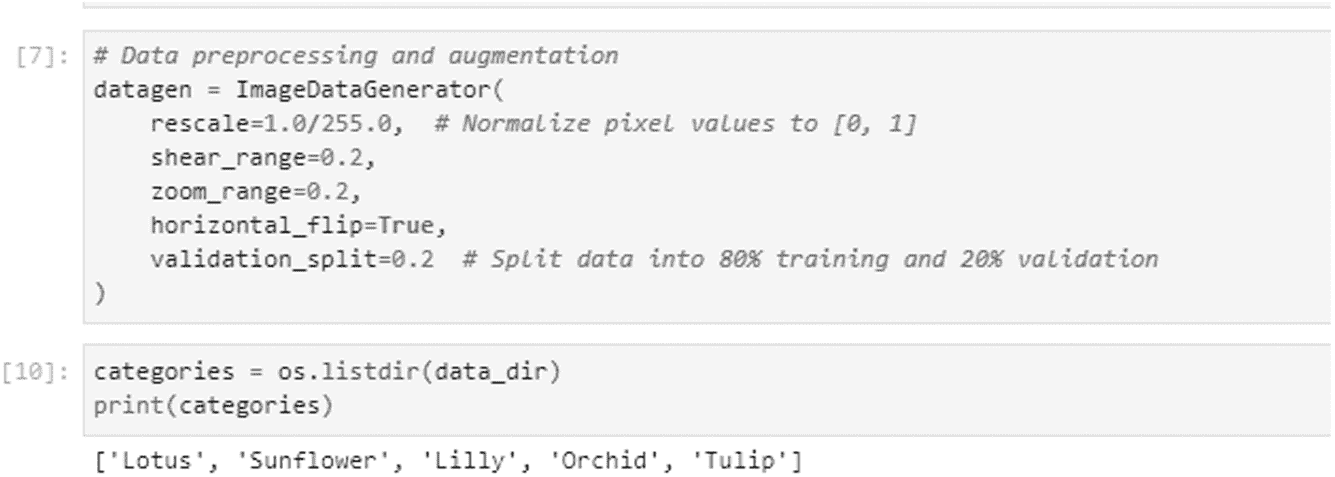 [7]: # Data preprocessing and augmentation
datagen = ImageDataGenerator(
    rescale=1.0/255.0,  # Normalize pixel values to [0, 1]
    shear_range=0.2,
    zoom_range=0.2,
    horizontal_flip=True,
    validation_split=0.2  # Split data into 80% training and 20% validation
)
[10]: categories = os.listdir(data_dir)
print(categories)
['Lotus', 'Sunflower', 'Lilly', 'Orchid', 'Tulip']